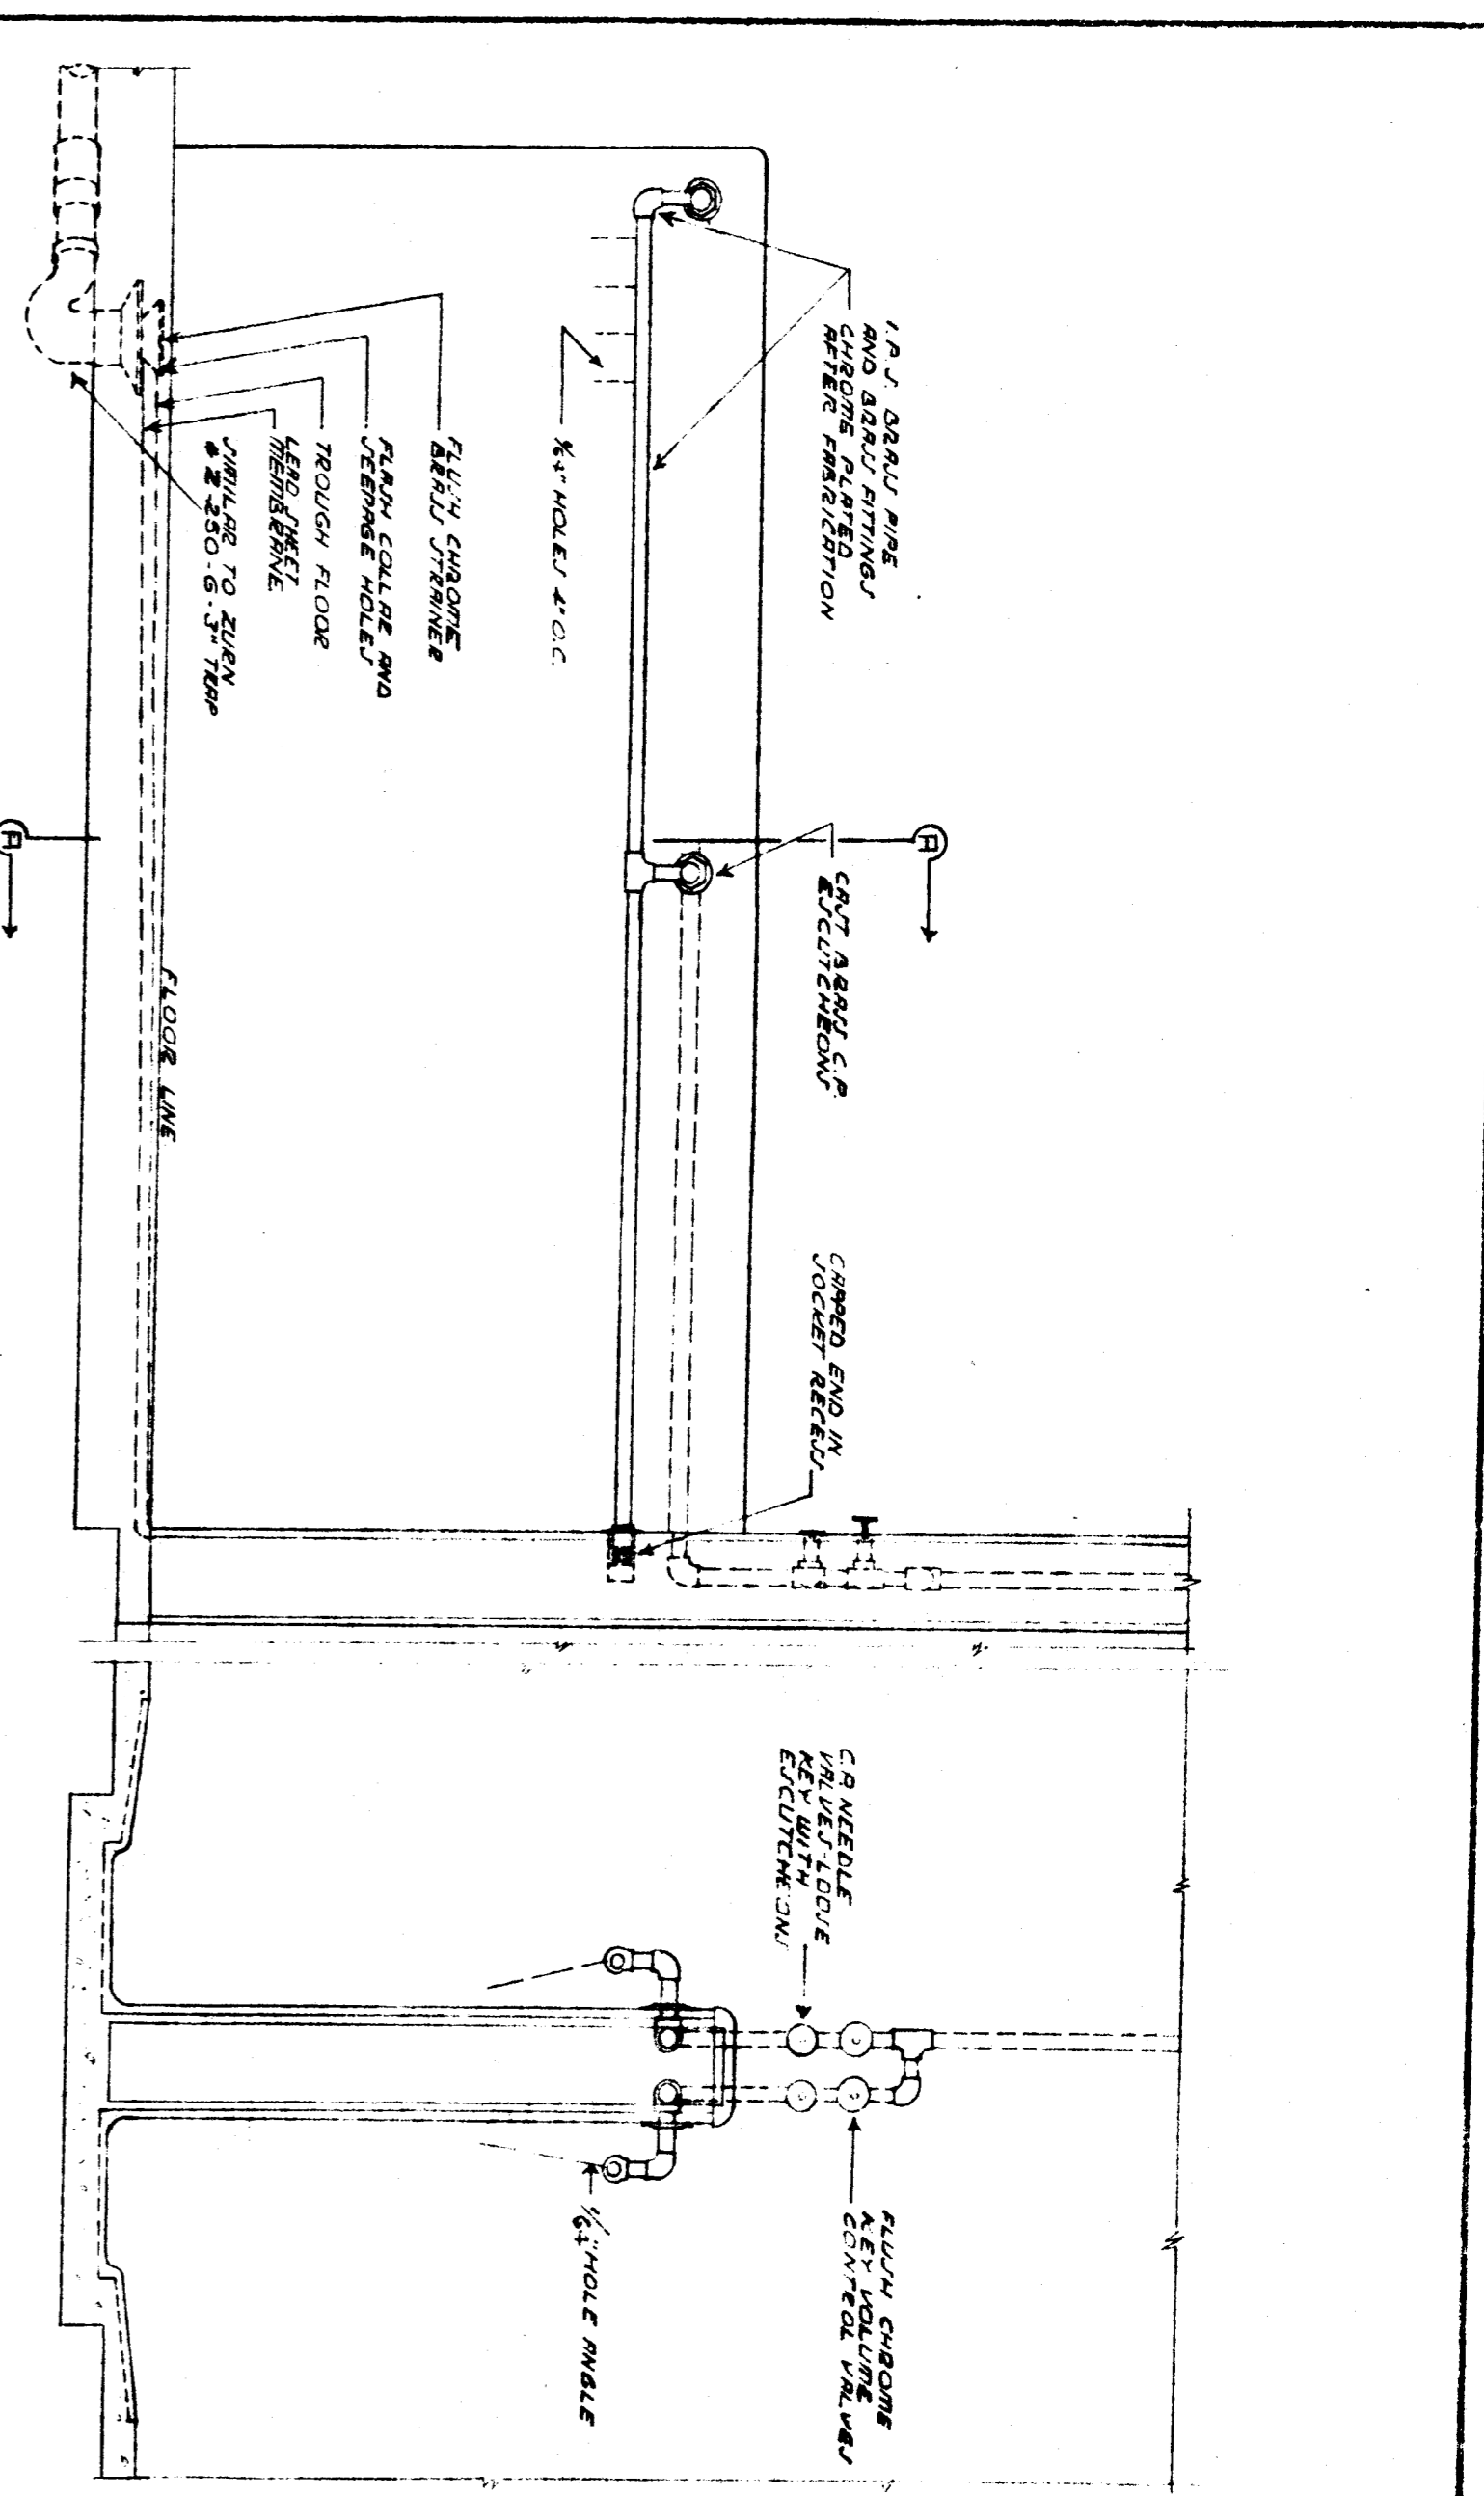 I.P.S. BRASS PIPE
AND BRASS FITTINGS
CHROME PLATED
AFTER FABRICATION
1/64" HOLES 4" O.C.
FLUSH CHROME
BRASS STRAINER
FLASH COLLAR AND
SEEPAGE HOLES
TROUGH FLOOR
LEAD SHEET
MEMBRANE
SIMILAR TO ZURN
# Z-250-6-3" TRAP
A
A
CAST BRASS C.P.
ESCUTCHEONS
FLOOR LINE
CAPPED END IN
SOCKET RECESS
C.P. NEEDLE
VALVES-LOOSE
KEY WITH
ESCUTCHEONS
FLUSH CHROME
KEY VOLUME
CONTROL VALVES
1/64" HOLE ANGLE